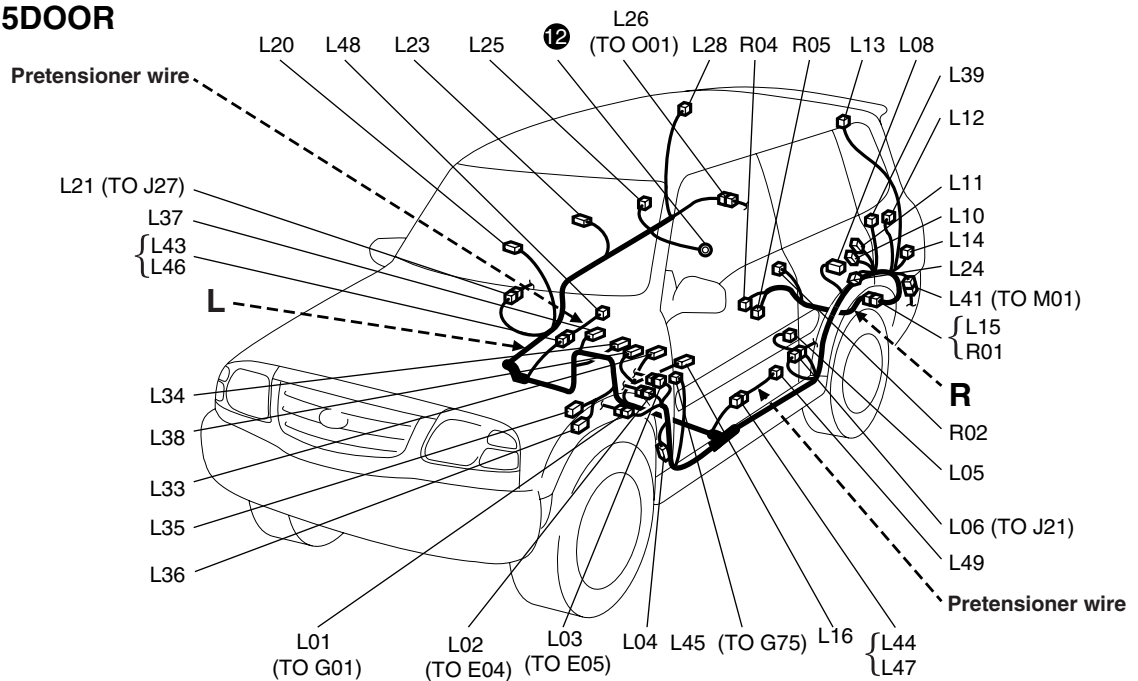 5DOOR
L26
(TO O01)
L20 L48 L23 L25 12 L28 R04 R05 L13 L08
Pretensioner wire
L39
L12
L21 (TO J27)
L37
L43
L46
L
L11
L10
L14
L24
L41 (TO M01)
L15
R01
R
L34
L38
L33
L35
L36
R02
L05
L06 (TO J21)
L49
Pretensioner wire
L01
(TO G01)
L02
(TO E04)
L03
(TO E05)
L04
L45 (TO G75)
L16
L44
L47